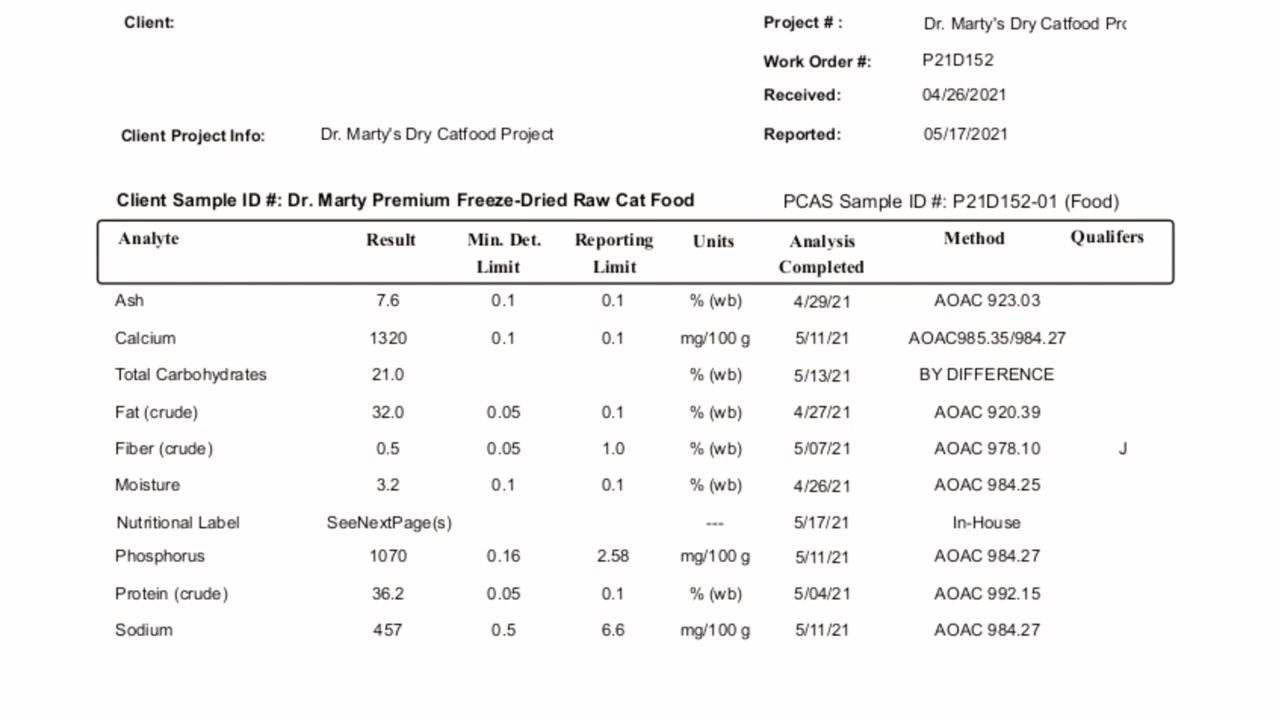 Client: Project # : Dr. Marty's Dry Catfood Pro
Work Order #: P21D152
Received: 04/26/2021
Client Project Info: Dr. Marty's Dry Catfood Project Reported: 05/17/2021
Client Sample ID #: Dr. Marty Premium Freeze-Dried Raw Cat Food PCAS Sample ID #: P21D152-01 (Food)
Analyte Result Min. Det. Reporting Units Analysis Method Qualifers
Limit Limit Completed
Ash 7.6 0.1 0.1 % (wb) 4/29/21 AOAC 923.03
Calcium 1320 0.1 0.1 mg/100 g 5/11/21 AOAC985.35/984.27
Total Carbohydrates 21.0 % (wb) 5/13/21 BY DIFFERENCE
Fat (crude) 32.0 0.05 0.1 % (wb) 4/27/21 AOAC 920.39
Fiber (crude) 0.5 0.05 1.0 % (wb) 5/07/21 AOAC 978.10 J
Moisture 3.2 0.1 0.1 % (wb) 4/26/21 AOAC 984.25
Nutritional Label SeeNextPage(s) --- 5/17/21 In-House
Phosphorus 1070 0.16 2.58 mg/100 g 5/11/21 AOAC 984.27
Protein (crude) 36.2 0.05 0.1 % (wb) 5/04/21 AOAC 992.15
Sodium 457 0.5 6.6 mg/100 g 5/11/21 AOAC 984.27